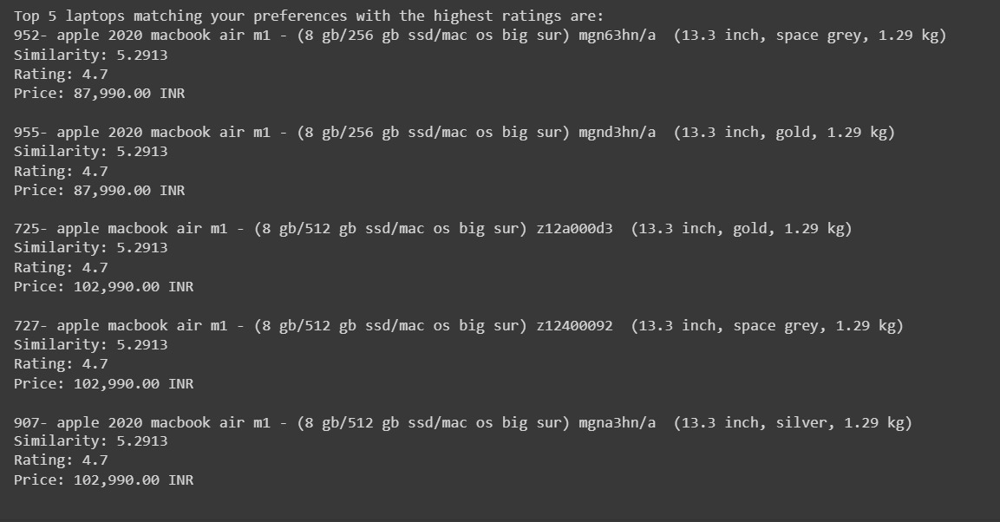 Top 5 laptops matching your preferences with the highest ratings are:
952- apple 2020 macbook air m1 - (8 gb/256 gb ssd/mac os big sur) mgn63hn/a  (13.3 inch, space grey, 1.29 kg)
Similarity: 5.2913
Rating: 4.7
Price: 87,990.00 INR
955- apple 2020 macbook air m1 - (8 gb/256 gb ssd/mac os big sur) mgnd3hn/a  (13.3 inch, gold, 1.29 kg)
Similarity: 5.2913
Rating: 4.7
Price: 87,990.00 INR
725- apple macbook air m1 - (8 gb/512 gb ssd/mac os big sur) z12a000d3  (13.3 inch, gold, 1.29 kg)
Similarity: 5.2913
Rating: 4.7
Price: 102,990.00 INR
727- apple macbook air m1 - (8 gb/512 gb ssd/mac os big sur) z12400092  (13.3 inch, space grey, 1.29 kg)
Similarity: 5.2913
Rating: 4.7
Price: 102,990.00 INR
907- apple 2020 macbook air m1 - (8 gb/512 gb ssd/mac os big sur) mgna3hn/a  (13.3 inch, silver, 1.29 kg)
Similarity: 5.2913
Rating: 4.7
Price: 102,990.00 INR